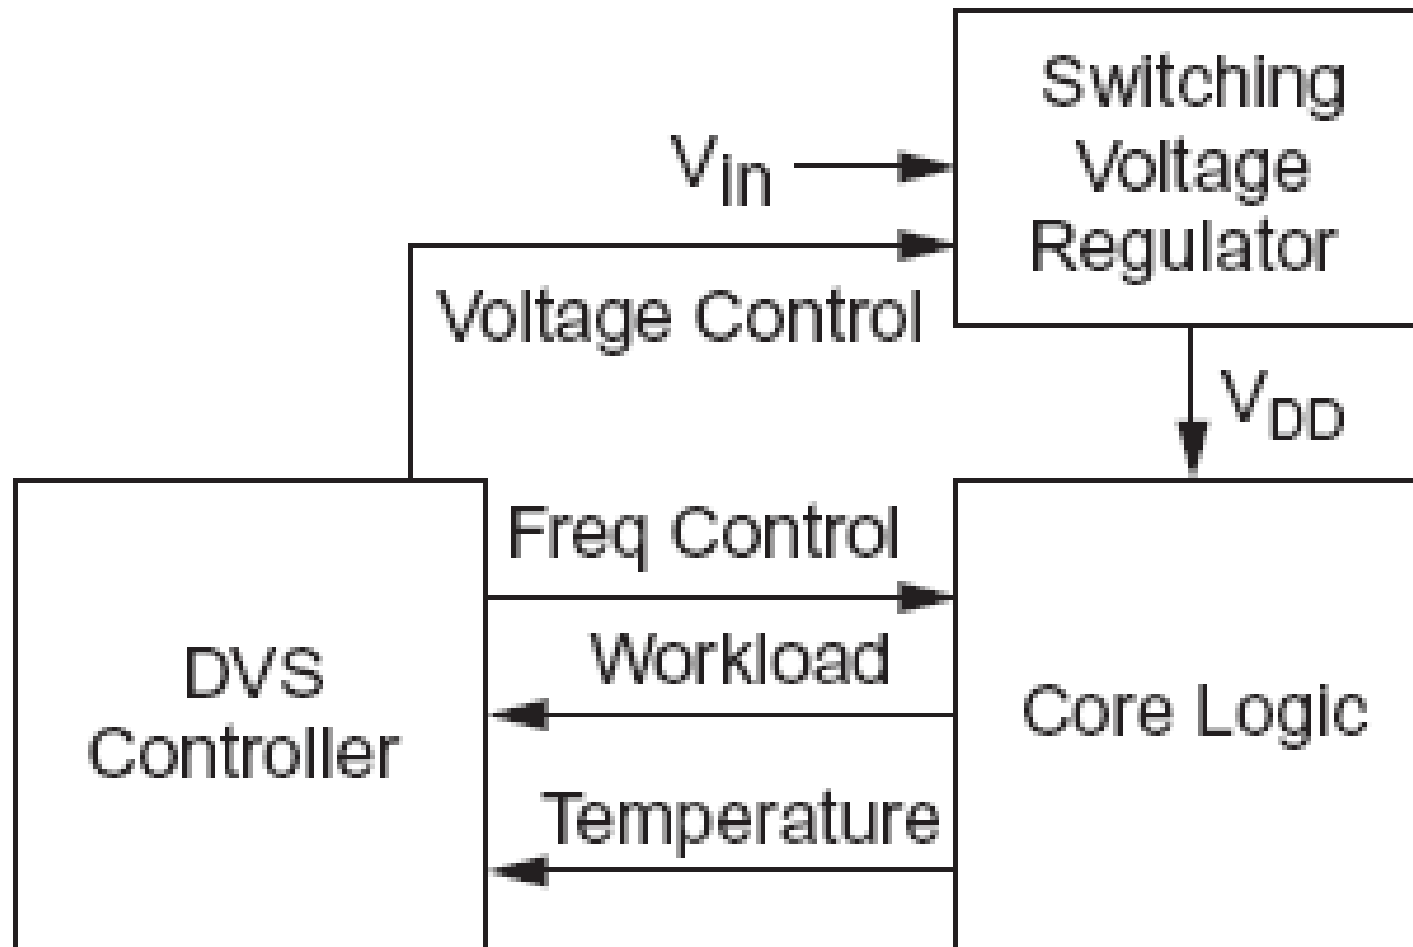 Switching
Voltage
Regulator
Vin
Voltage Control
VDD
Freq Control
Workload
DVS
Controller
Core Logic
Temperature